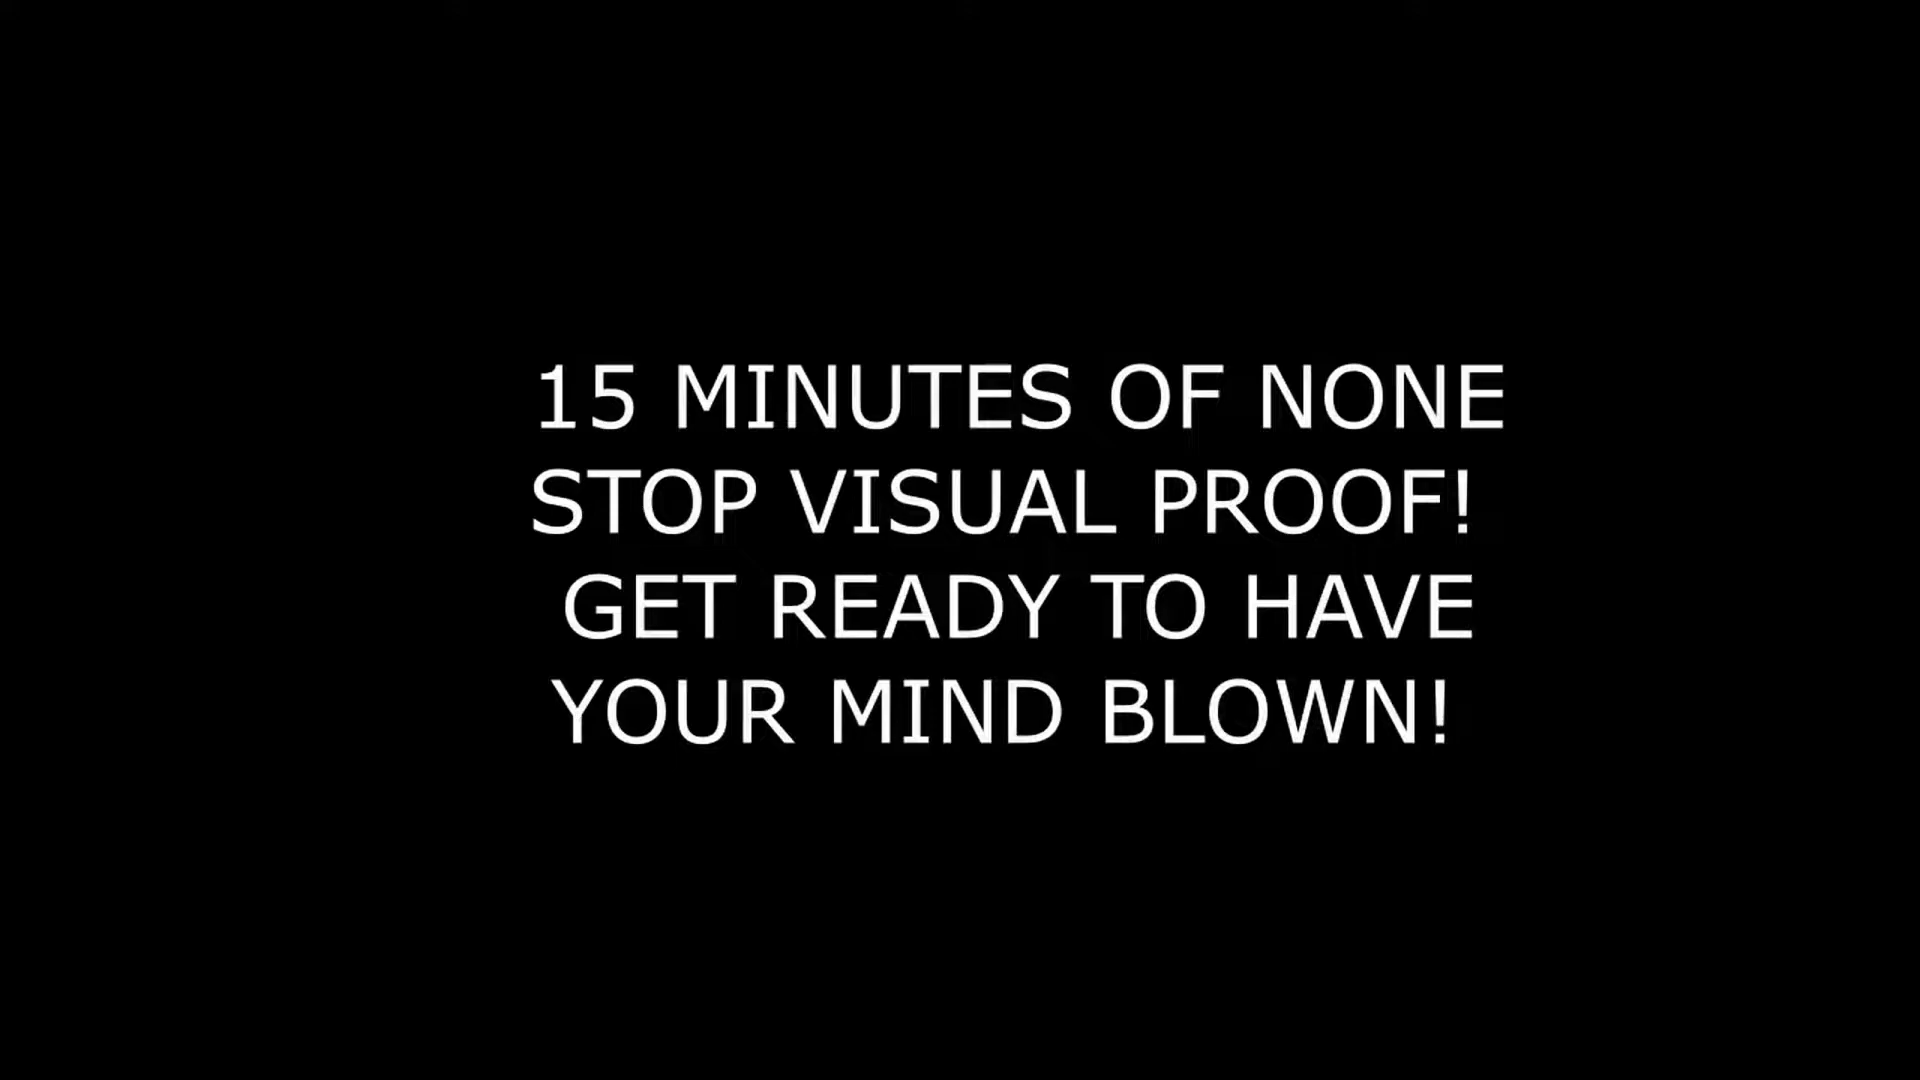 15 MINUTES OF NONE
STOP VISUAL PROOF!
GET READY TO HAVE
YOUR MIND BLOWN!